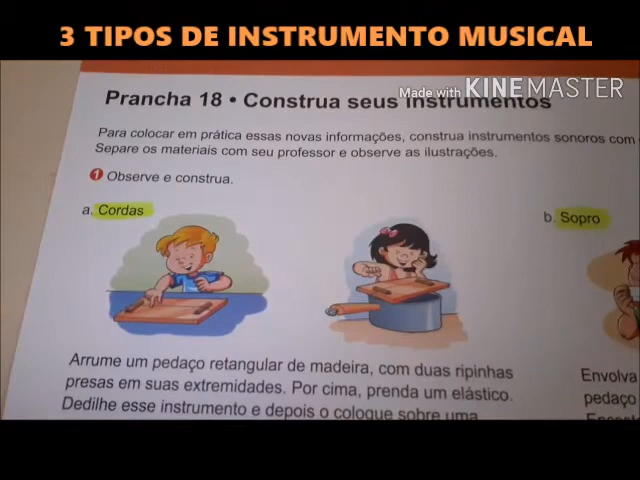 3 TIPOS DE INSTRUMENTO MUSICAL
Made with KINEMASTER
Prancha 18 • Construa seus instrumentos
Para colocar em prática essas novas informações, construa instrumentos sonoros com
Separe os materiais com seu professor e observe as ilustrações.
1 Observe e construa.
a. Cordas
b. Sopro
Arrume um pedaço retangular de madeira, com duas ripinhas
presas em suas extremidades. Por cima, prenda um elástico.
Dedilhe esse instrumento e depois o coloque sobre uma
Envolva
pedaço